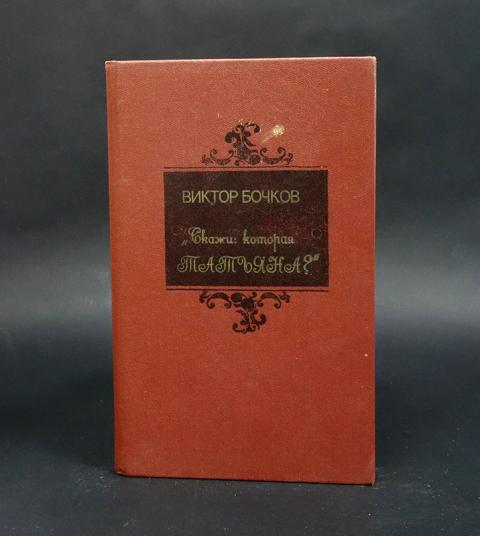 ВИКТОР БОЧКОВ
„Скажи: которая
ТАТЬЯНА?“